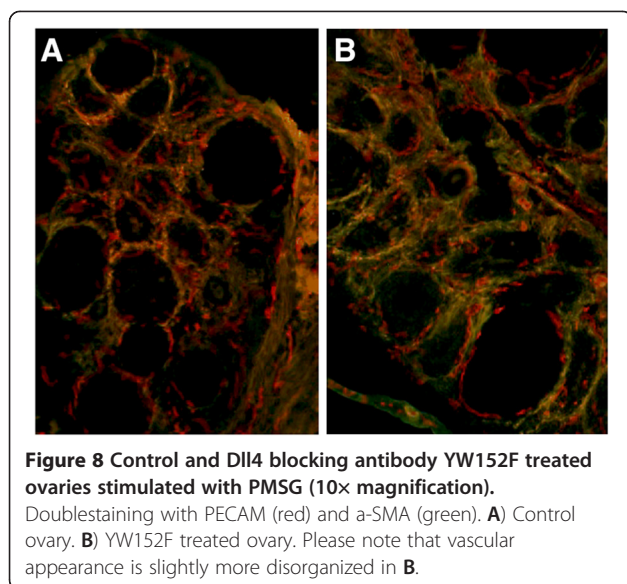 A
B
Figure 8 Control and Dll4 blocking antibody YW152F treated
ovaries stimulated with PMSG (10× magnification).
Doublestaining with PECAM (red) and a-SMA (green). A) Control
ovary. B) YW152F treated ovary. Please note that vascular
appearance is slightly more disorganized in B.